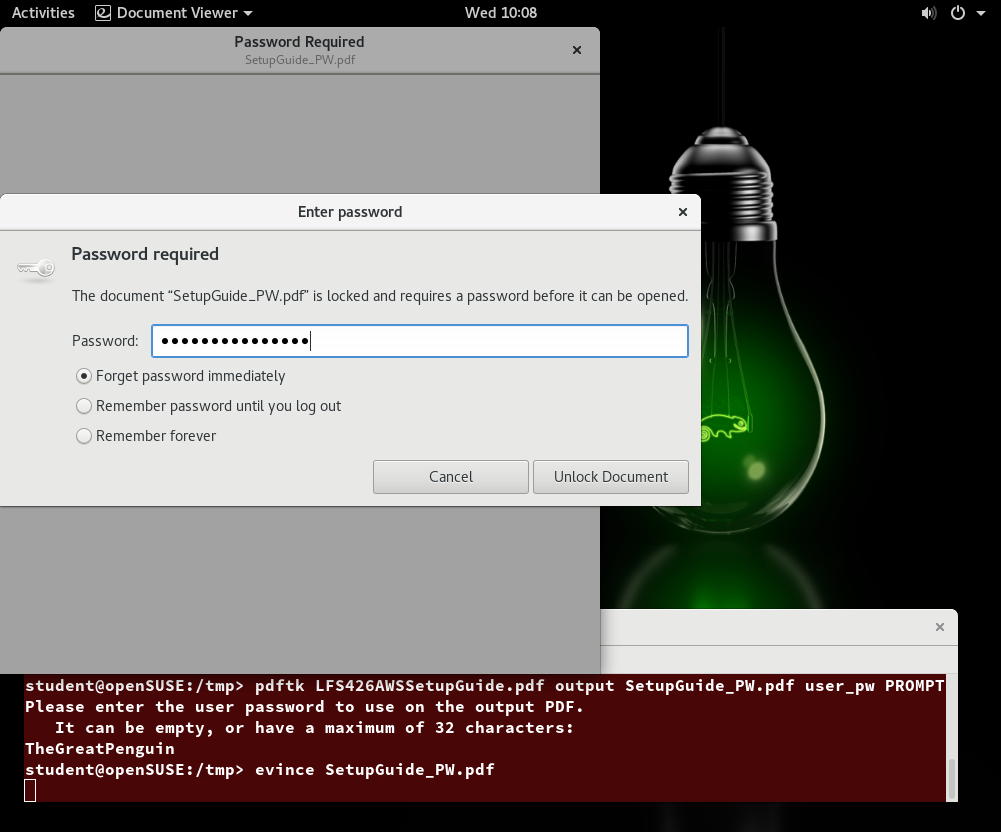 Activities Document Viewer Wed 10:08
Password Required
SetupGuide_PW.pdf
Enter password
Password required
The document “SetupGuide_PW.pdf” is locked and requires a password before it can be opened.
Password: •••••••••••••••
Forget password immediately
Remember password until you log out
Remember forever
Cancel Unlock Document
student@openSUSE:/tmp> pdftk LFS426AWSSetupGuide.pdf output SetupGuide_PW.pdf user_pw PROMPT
Please enter the user password to use on the output PDF.
It can be empty, or have a maximum of 32 characters:
TheGreatPenguin
student@openSUSE:/tmp> evince SetupGuide_PW.pdf